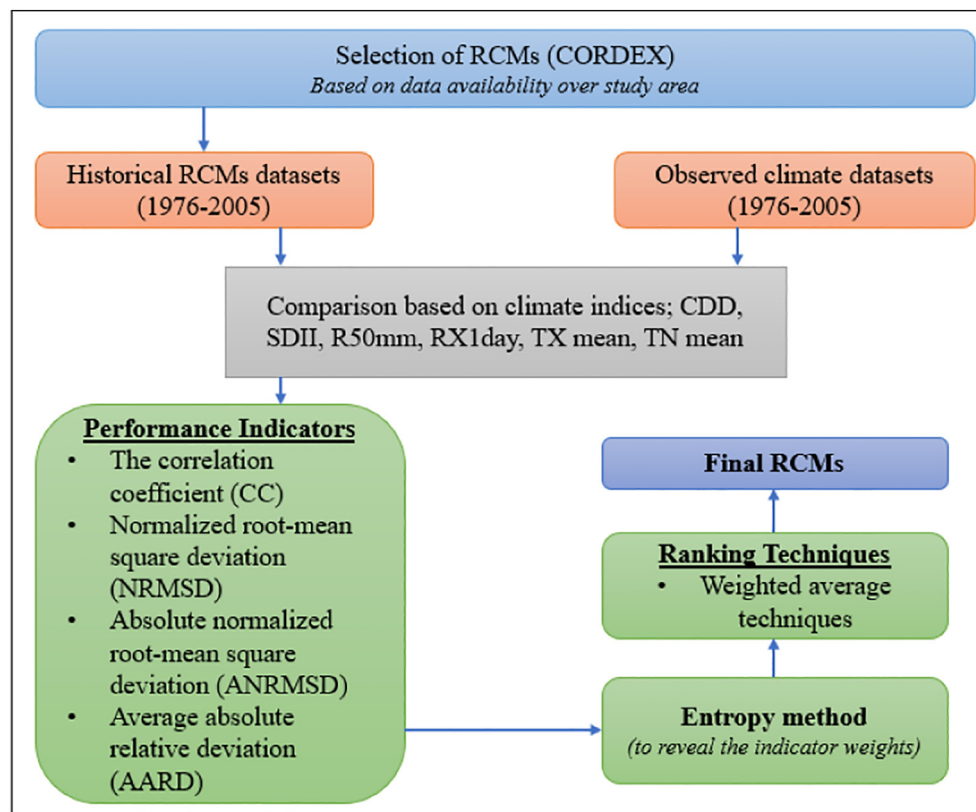 Selection of RCMs (CORDEX)
Based on data availability over study area
Historical RCMs datasets
(1976-2005)
Observed climate datasets
(1976-2005)
Comparison based on climate indices; CDD,
SDII, R50mm, RX1day, TX mean, TN mean
Performance Indicators
• The correlation
coefficient (CC)
• Normalized root-mean
square deviation
(NRMSD)
• Absolute normalized
root-mean square
deviation (ANRMSD)
• Average absolute
relative deviation
(AARD)
Entropy method
(to reveal the indicator weights)
Ranking Techniques
• Weighted average
techniques
Final RCMs